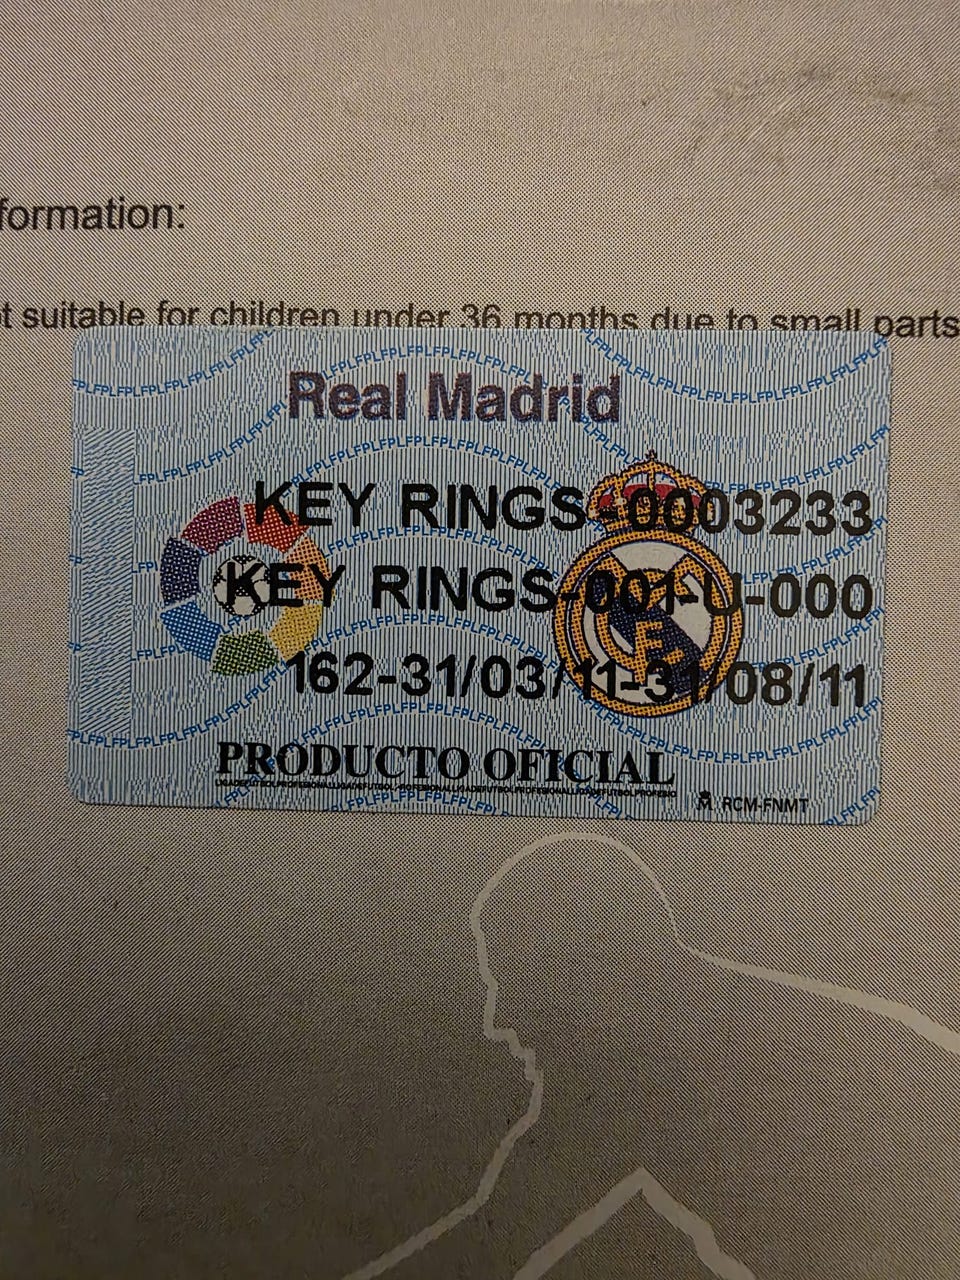 formation:
t suitable for children under 36 months due to small parts
Real Madrid
KEY RINGS-0003233
KEY RINGS-001-U-000
162-31/03/11-31/08/11
PRODUCTO OFICIAL
RCM-FNMT